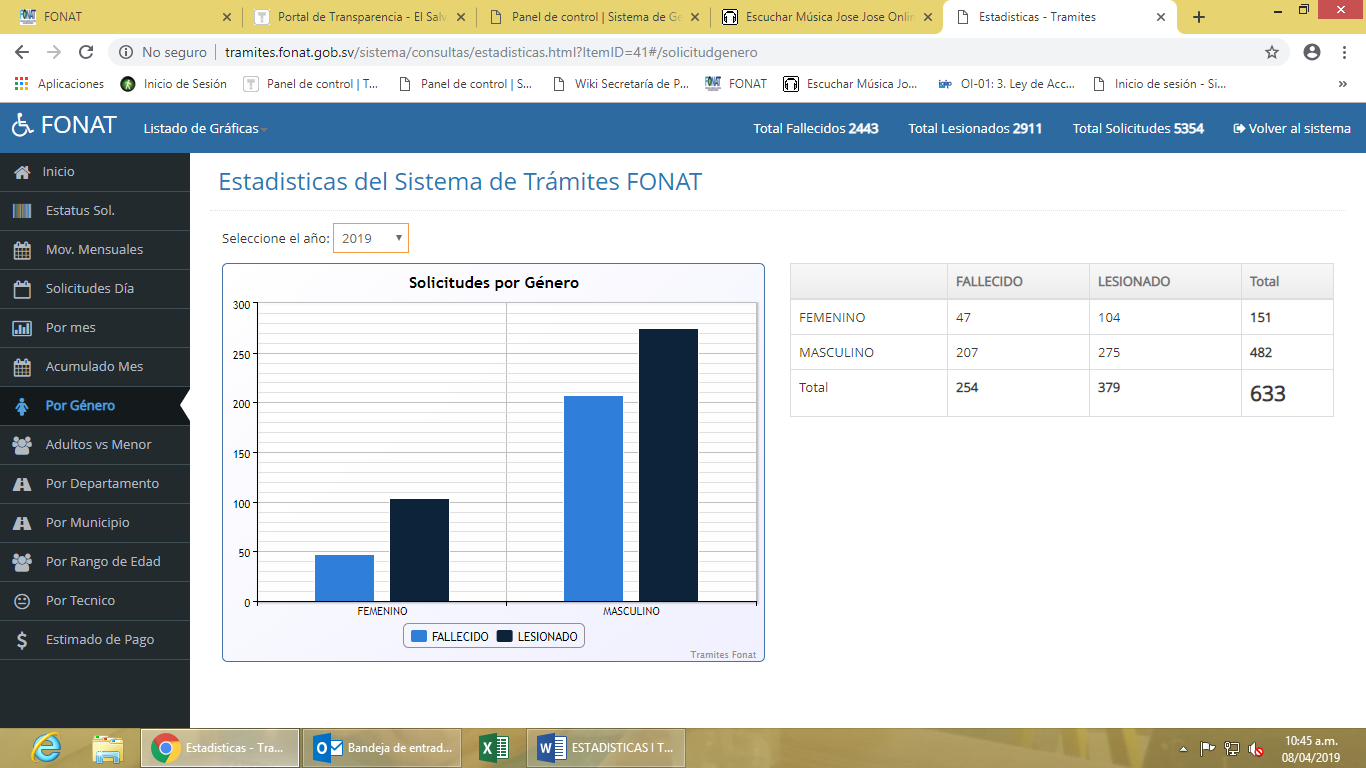 FONAT
Portal de Transparencia - El Salv
Panel de control | Sistema de Ge
Escuchar Música Jose Jose Onlin
Estadisticas - Tramites
No seguro | tramites.fonat.gob.sv/sistema/consultas/estadisticas.html?ItemID=41#/solicitudgenero
Aplicaciones Inicio de Sesión Panel de control | T... Panel de control | S... Wiki Secretaría de P... FONAT Escuchar Música Jo... OI-01: 3. Ley de Acc... Inicio de sesión - Si... »
FONAT Listado de Gráficas Total Fallecidos 2443 Total Lesionados 2911 Total Solicitudes 5354 Volver al sistema
Inicio
Estatus Sol.
Mov. Mensuales
Solicitudes Día
Por mes
Acumulado Mes
Por Género
Adultos vs Menor
Por Departamento
Por Municipio
Por Rango de Edad
Por Tecnico
Estimado de Pago
Estadisticas del Sistema de Trámites FONAT
Seleccione el año: 2019
Solicitudes por Género
300
250
200
150
100
50
0
FEMENINO MASCULINO
FALLECIDO LESIONADO
Tramites Fonat
FALLECIDO LESIONADO Total
FEMENINO 47 104 151
MASCULINO 207 275 482
Total 254 379 633
Estadisticas - Tra... Bandeja de entrad... ESTADISTICAS I T...
10:45 a.m.
08/04/2019